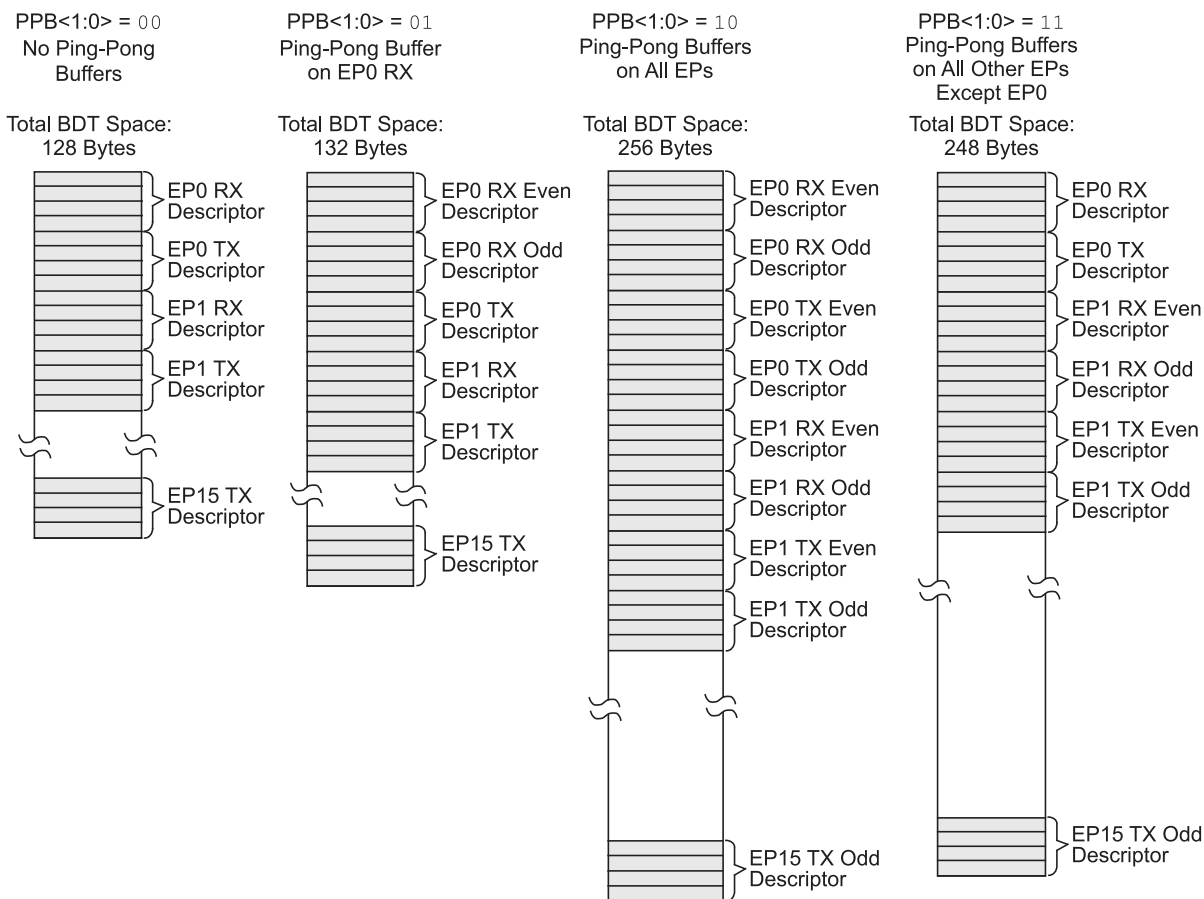 PPB<1:0> = 00
No Ping-Pong
Buffers
Total BDT Space:
128 Bytes
EP0 RX
Descriptor
EP0 TX
Descriptor
EP1 RX
Descriptor
EP1 TX
Descriptor
EP15 TX
Descriptor
PPB<1:0> = 01
Ping-Pong Buffer
on EP0 RX
Total BDT Space:
132 Bytes
EP0 RX Even
Descriptor
EP0 RX Odd
Descriptor
EP0 TX
Descriptor
EP1 RX
Descriptor
EP1 TX
Descriptor
EP15 TX
Descriptor
PPB<1:0> = 10
Ping-Pong Buffers
on All EPs
Total BDT Space:
256 Bytes
EP0 RX Even
Descriptor
EP0 RX Odd
Descriptor
EP0 TX Even
Descriptor
EP0 TX Odd
Descriptor
EP1 RX Even
Descriptor
EP1 RX Odd
Descriptor
EP1 TX Even
Descriptor
EP1 TX Odd
Descriptor
EP15 TX Odd
Descriptor
PPB<1:0> = 11
Ping-Pong Buffers
on All Other EPs
Except EP0
Total BDT Space:
248 Bytes
EP0 RX
Descriptor
EP0 TX
Descriptor
EP1 RX Even
Descriptor
EP1 RX Odd
Descriptor
EP1 TX Even
Descriptor
EP1 TX Odd
Descriptor
EP15 TX Odd
Descriptor